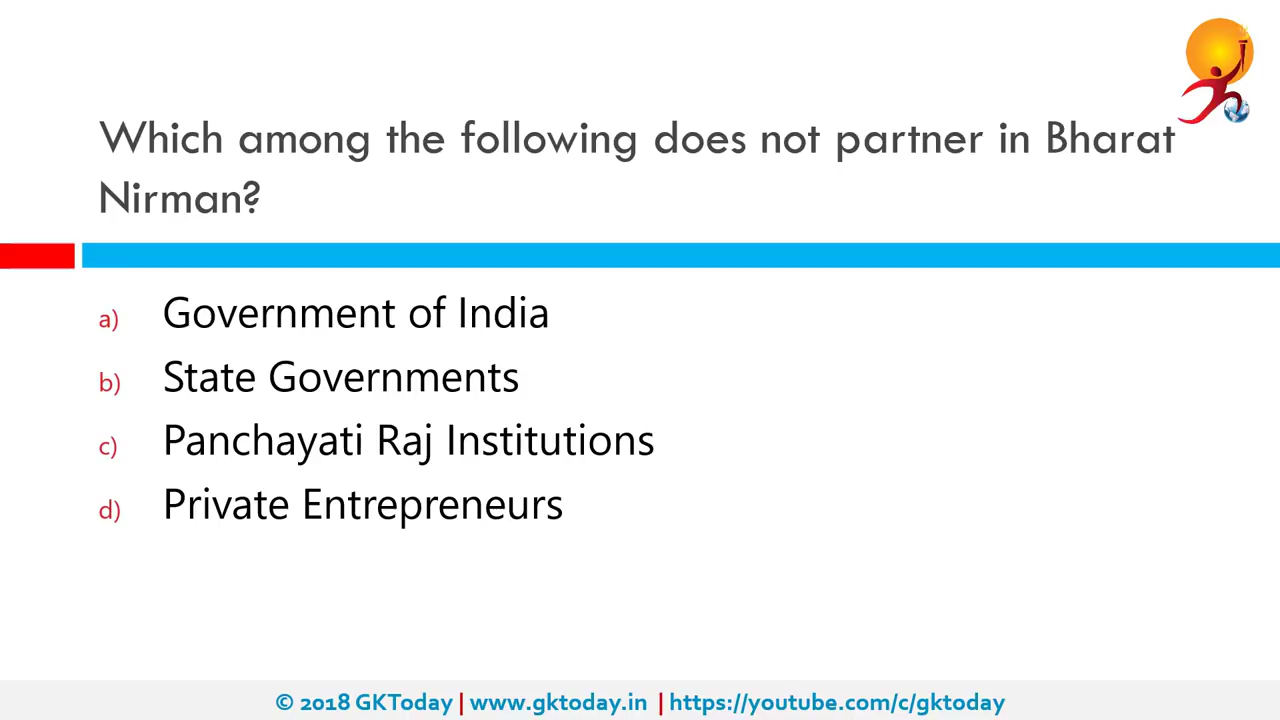 Which among the following does not partner in Bharat
Nirman?
a) Government of India
b) State Governments
c) Panchayati Raj Institutions
d) Private Entrepreneurs
© 2018 GKToday | www.gktoday.in | https://youtube.com/c/gktoday